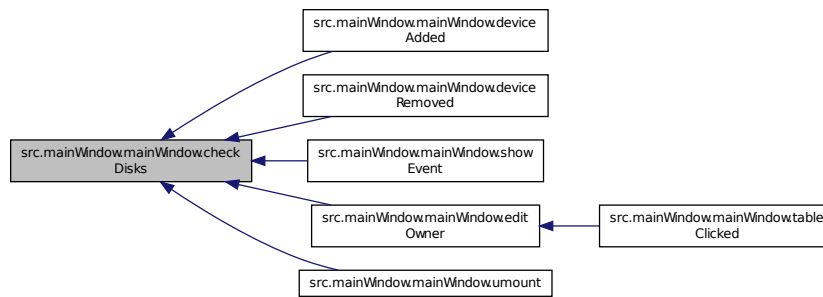 src.mainWindow.mainWindow.device
Added
src.mainWindow.mainWindow.device
Removed
src.mainWindow.mainWindow.check
Disks
src.mainWindow.mainWindow.show
Event
src.mainWindow.mainWindow.edit
Owner
src.mainWindow.mainWindow.table
Clicked
src.mainWindow.mainWindow.umount